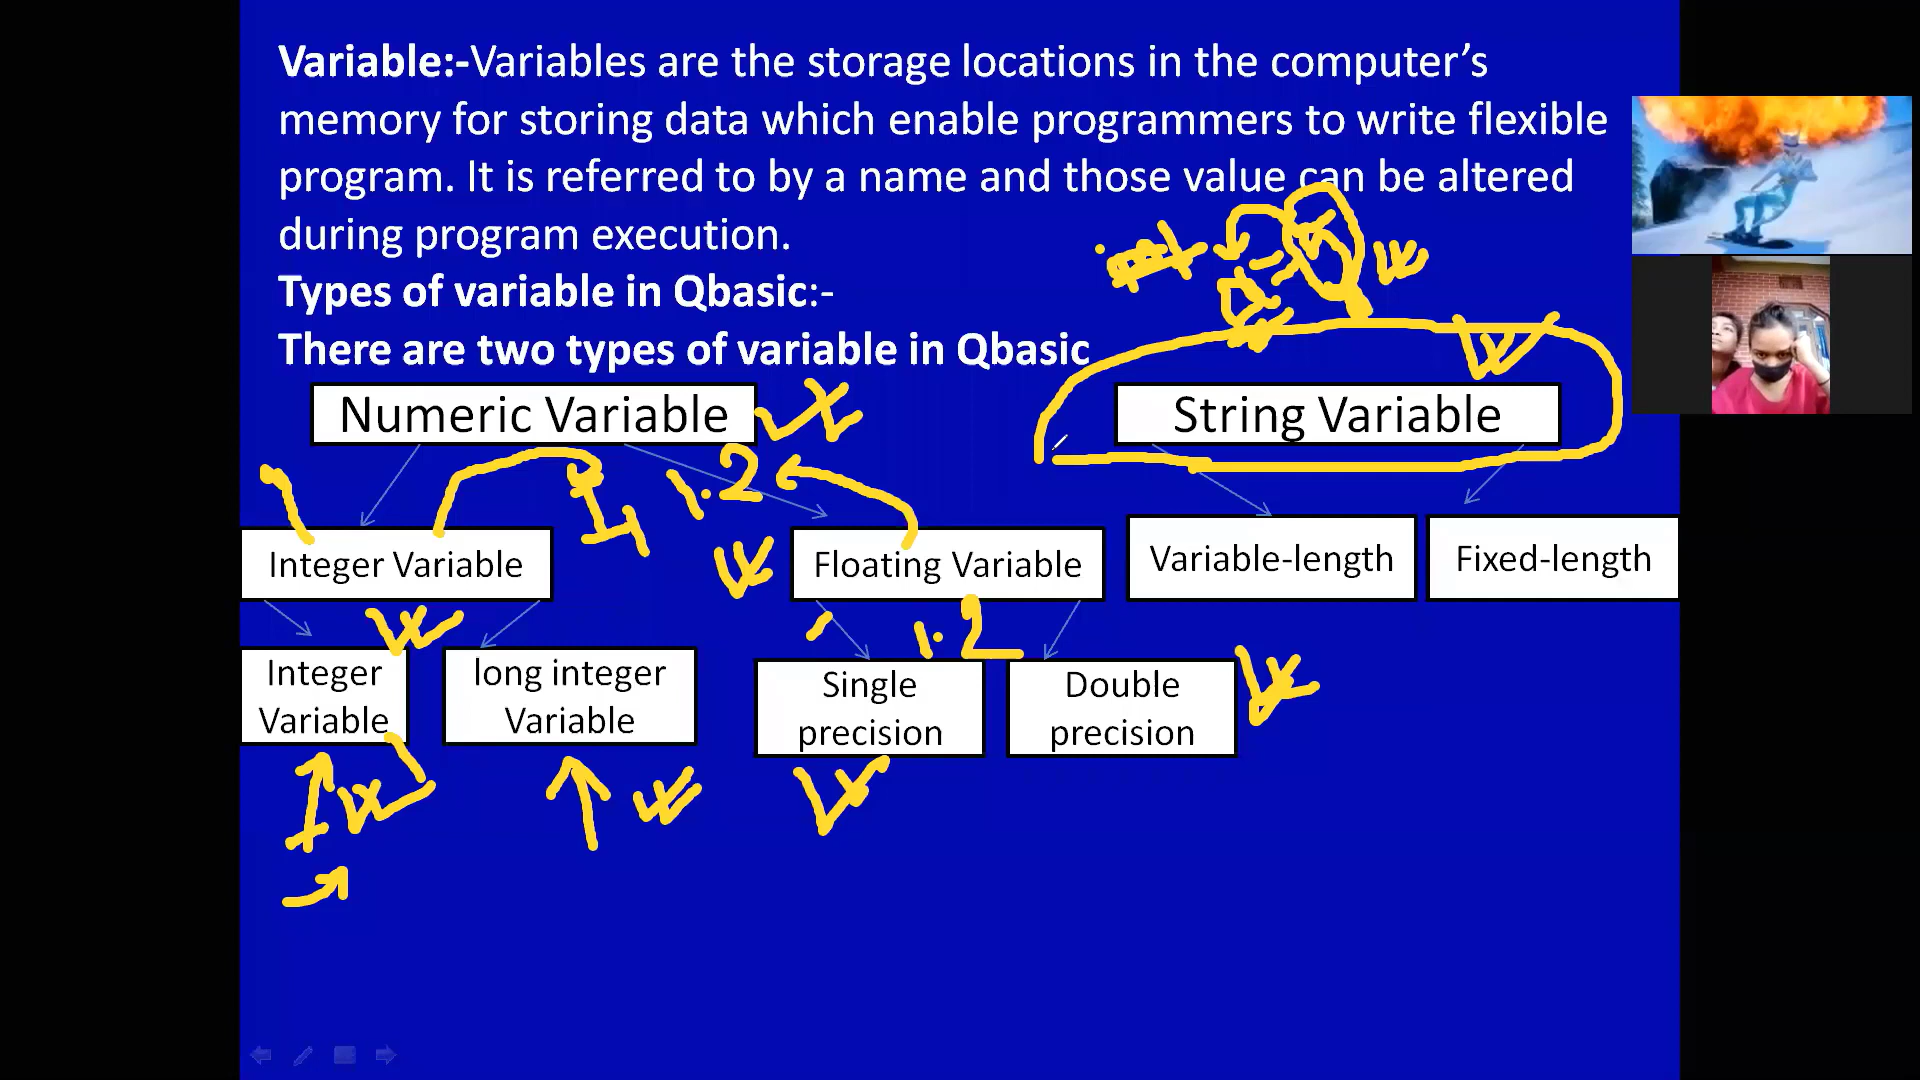 Variable:-Variables are the storage locations in the computer’s
memory for storing data which enable programmers to write flexible
program. It is referred to by a name and those value can be altered
during program execution.
Types of variable in Qbasic:-
There are two types of variable in Qbasic
Numeric Variable
String Variable
1.2
Integer Variable
Floating Variable
Variable-length
Fixed-length
1.2
Integer
Variable
long integer
Variable
Single
precision
Double
precision